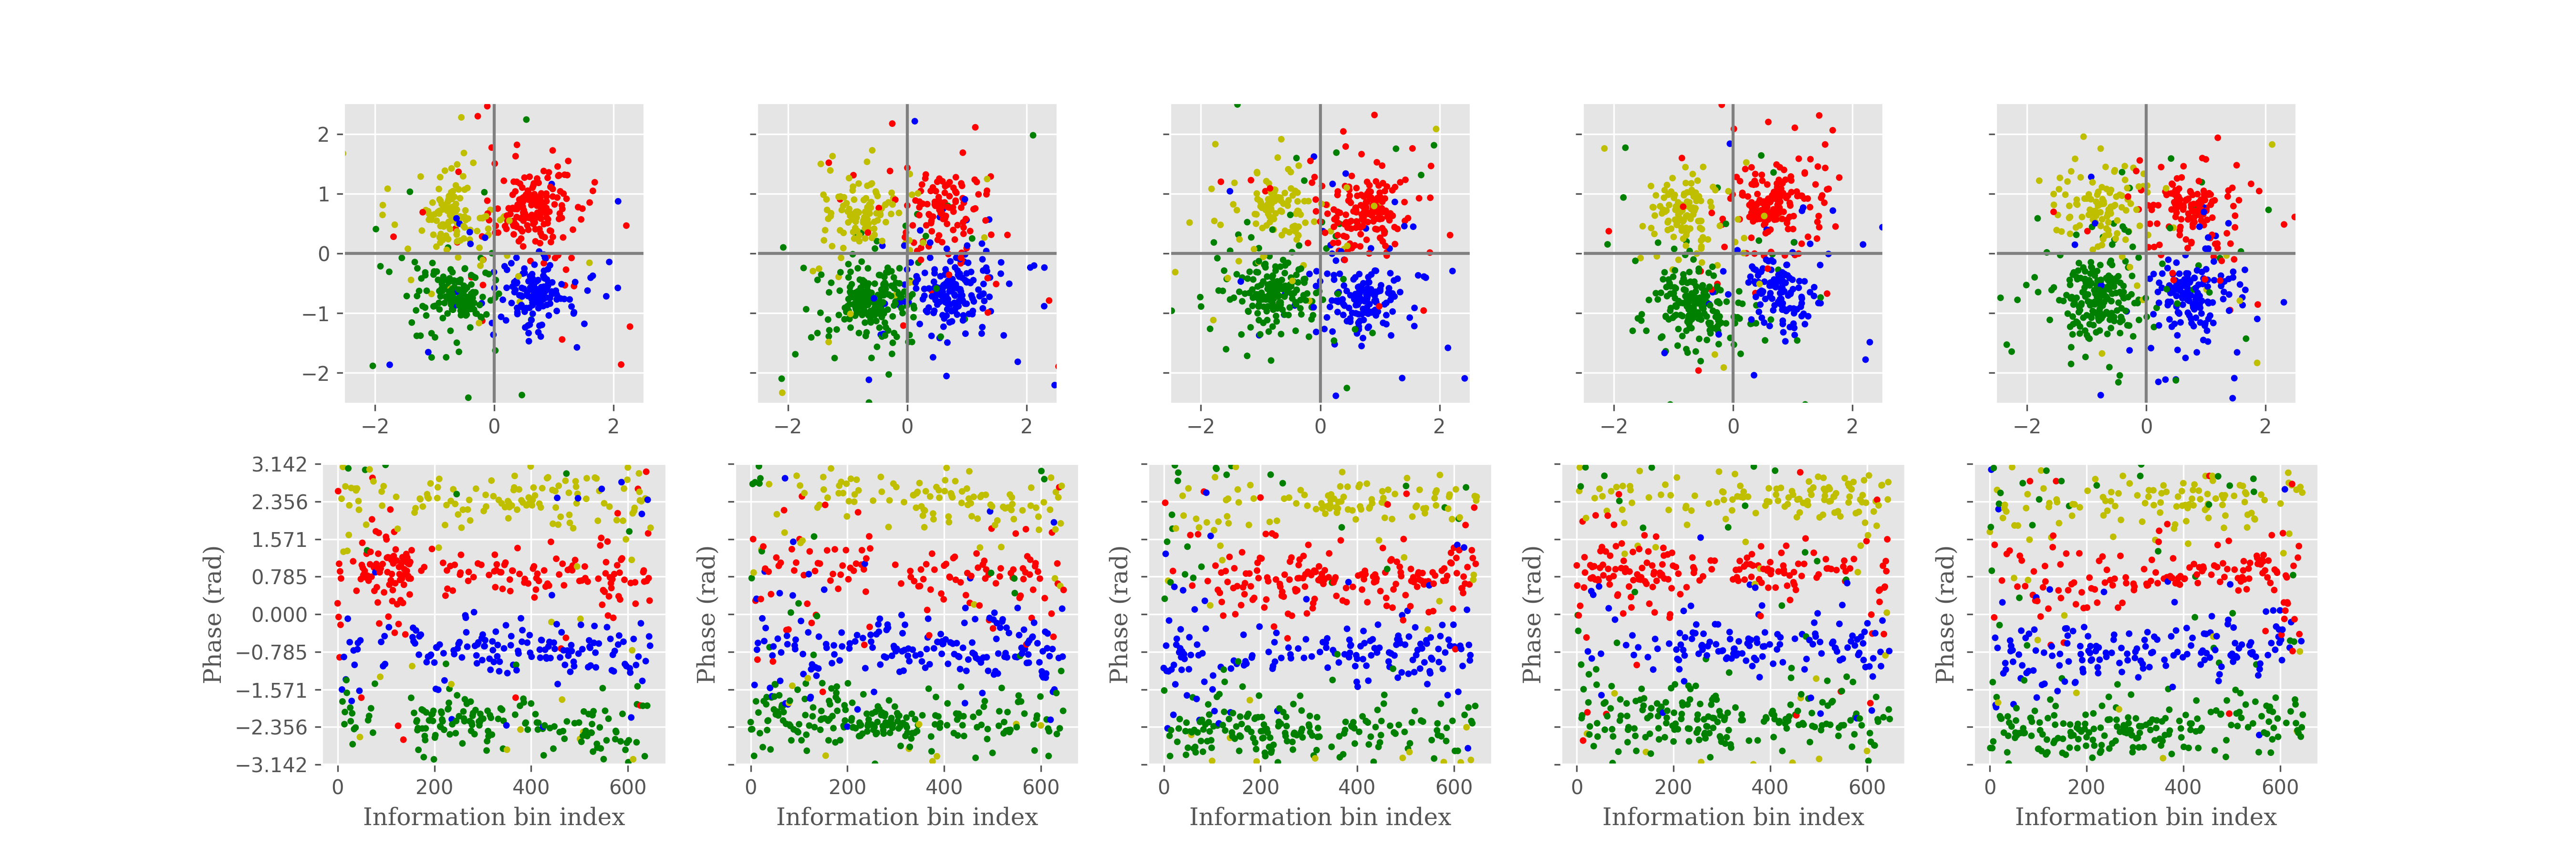 2
1
0
−1
−2
−2 0 2
−2 0 2
−2 0 2
−2 0 2
−2 0 2
3.142
2.356
1.571
0.785
0.000
−0.785
−1.571
−2.356
−3.142
Phase (rad)
Phase (rad)
Phase (rad)
Phase (rad)
Phase (rad)
0 200 400 600
0 200 400 600
0 200 400 600
0 200 400 600
0 200 400 600
Information bin index
Information bin index
Information bin index
Information bin index
Information bin index